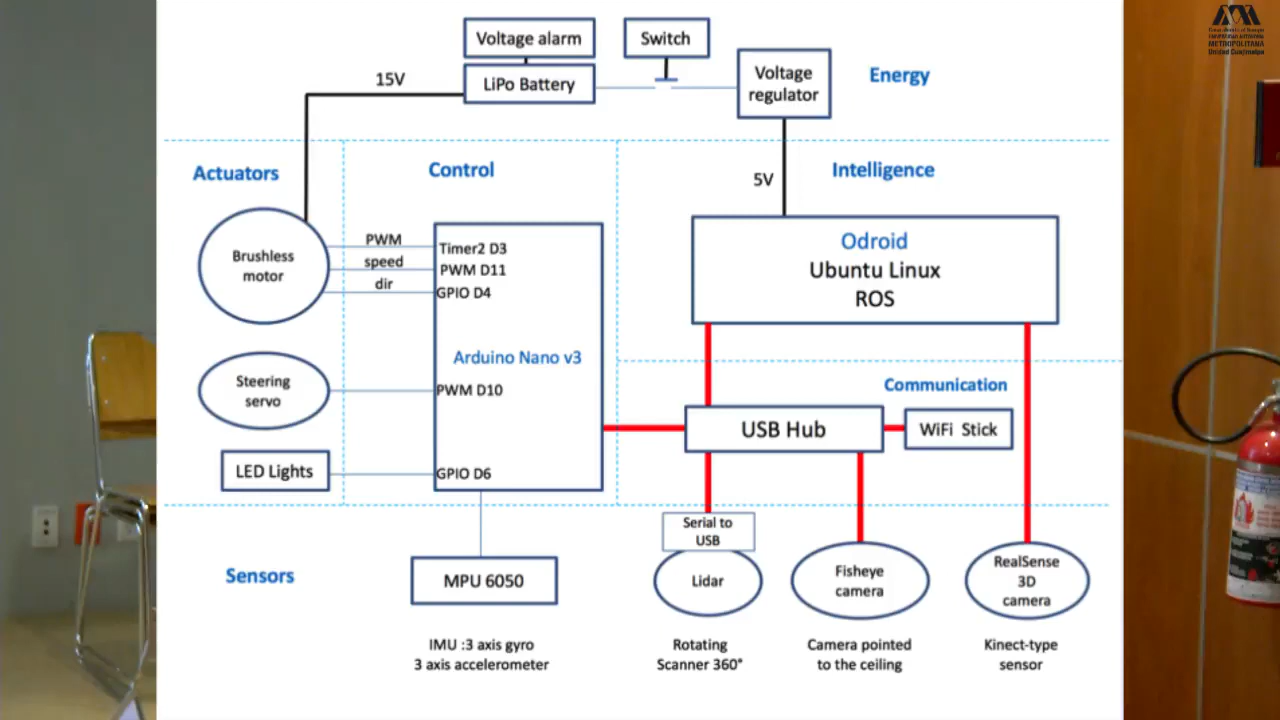 Voltage alarm
Switch
LiPo Battery
Voltage
regulator
Energy
15V
METROPOLITANA
Actuators
Control
5V
Intelligence
Brushless
motor
PWM
speed
dir
Timer2 D3
PWM D11
GPIO D4
Odroid
Ubuntu Linux
ROS
Arduino Nano v3
Steering
servo
PWM D10
Communication
USB Hub
WiFi Stick
LED Lights
GPIO D6
Sensors
MPU 6050
Serial to
USB
Lidar
Fisheye
camera
RealSense
3D
camera
IMU :3 axis gyro
3 axis accelerometer
Rotating
Scanner 360°
Camera pointed
to the ceiling
Kinect-type
sensor